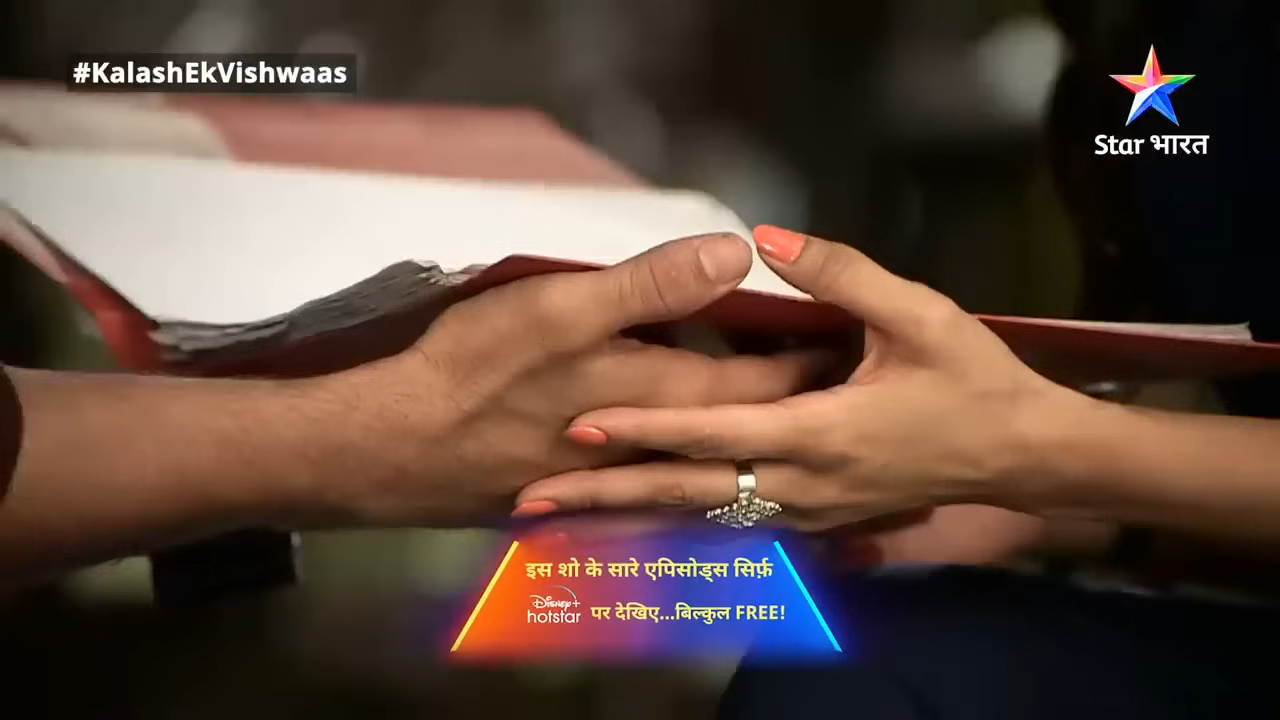 #KalashEkVishwaas
Star भारत
इस शो के सारे एपिसोड्स सिर्फ़
Disney+ hotstar पर देखिए...बिल्कुल FREE!